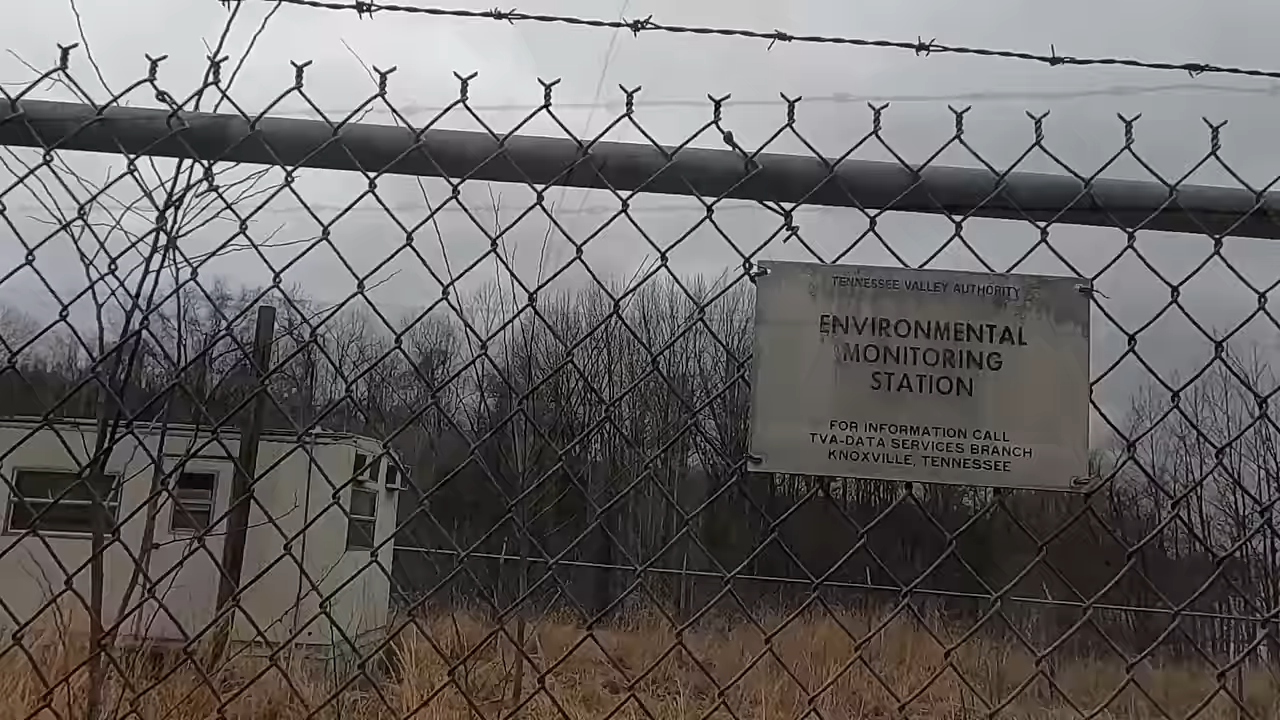 TENNESSEE VALLEY AUTHORITY
ENVIRONMENTAL
MONITORING
STATION
FOR INFORMATION CALL
TVA-DATA SERVICES BRANCH
KNOXVILLE, TENNESSEE